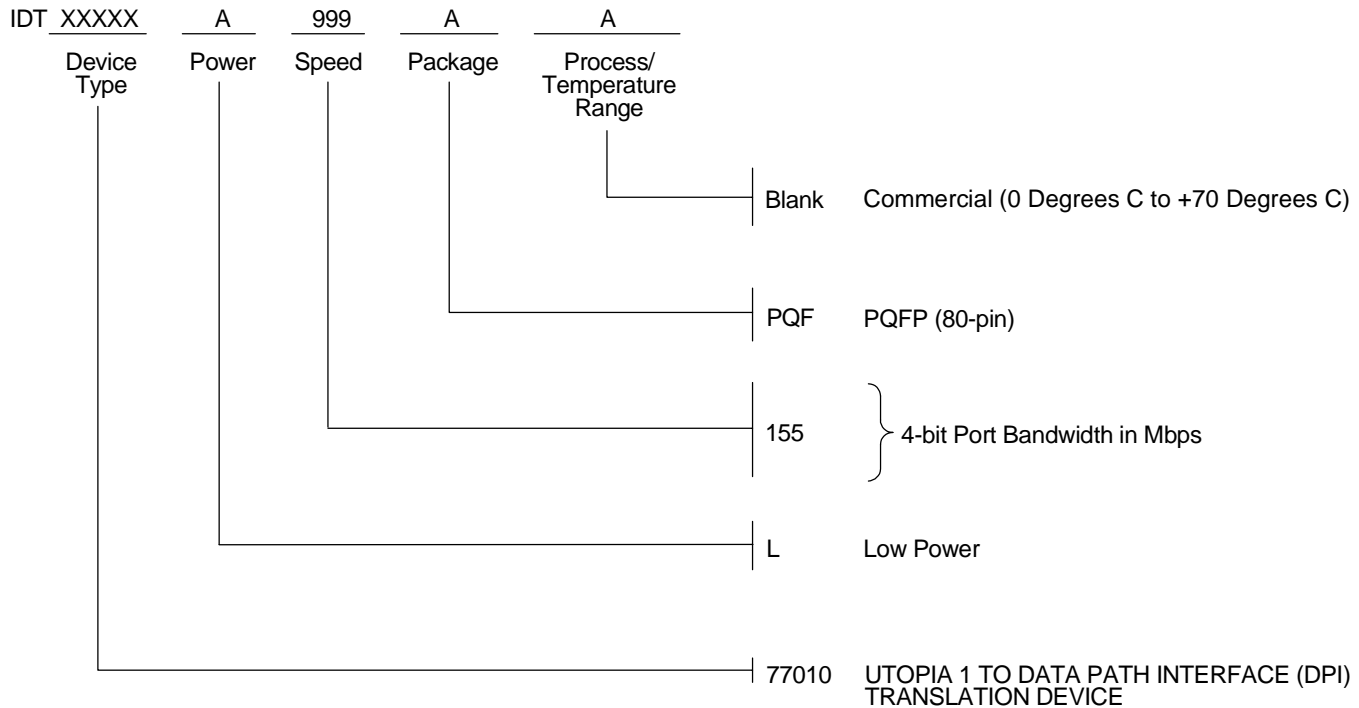 IDT XXXXX A 999 A A
Device Type
Power
Speed
Package
Process/
Temperature
Range
Blank Commercial (0 Degrees C to +70 Degrees C)
PQF PQFP (80-pin)
155 4-bit Port Bandwidth in Mbps
L Low Power
77010 UTOPIA 1 TO DATA PATH INTERFACE (DPI)
TRANSLATION DEVICE